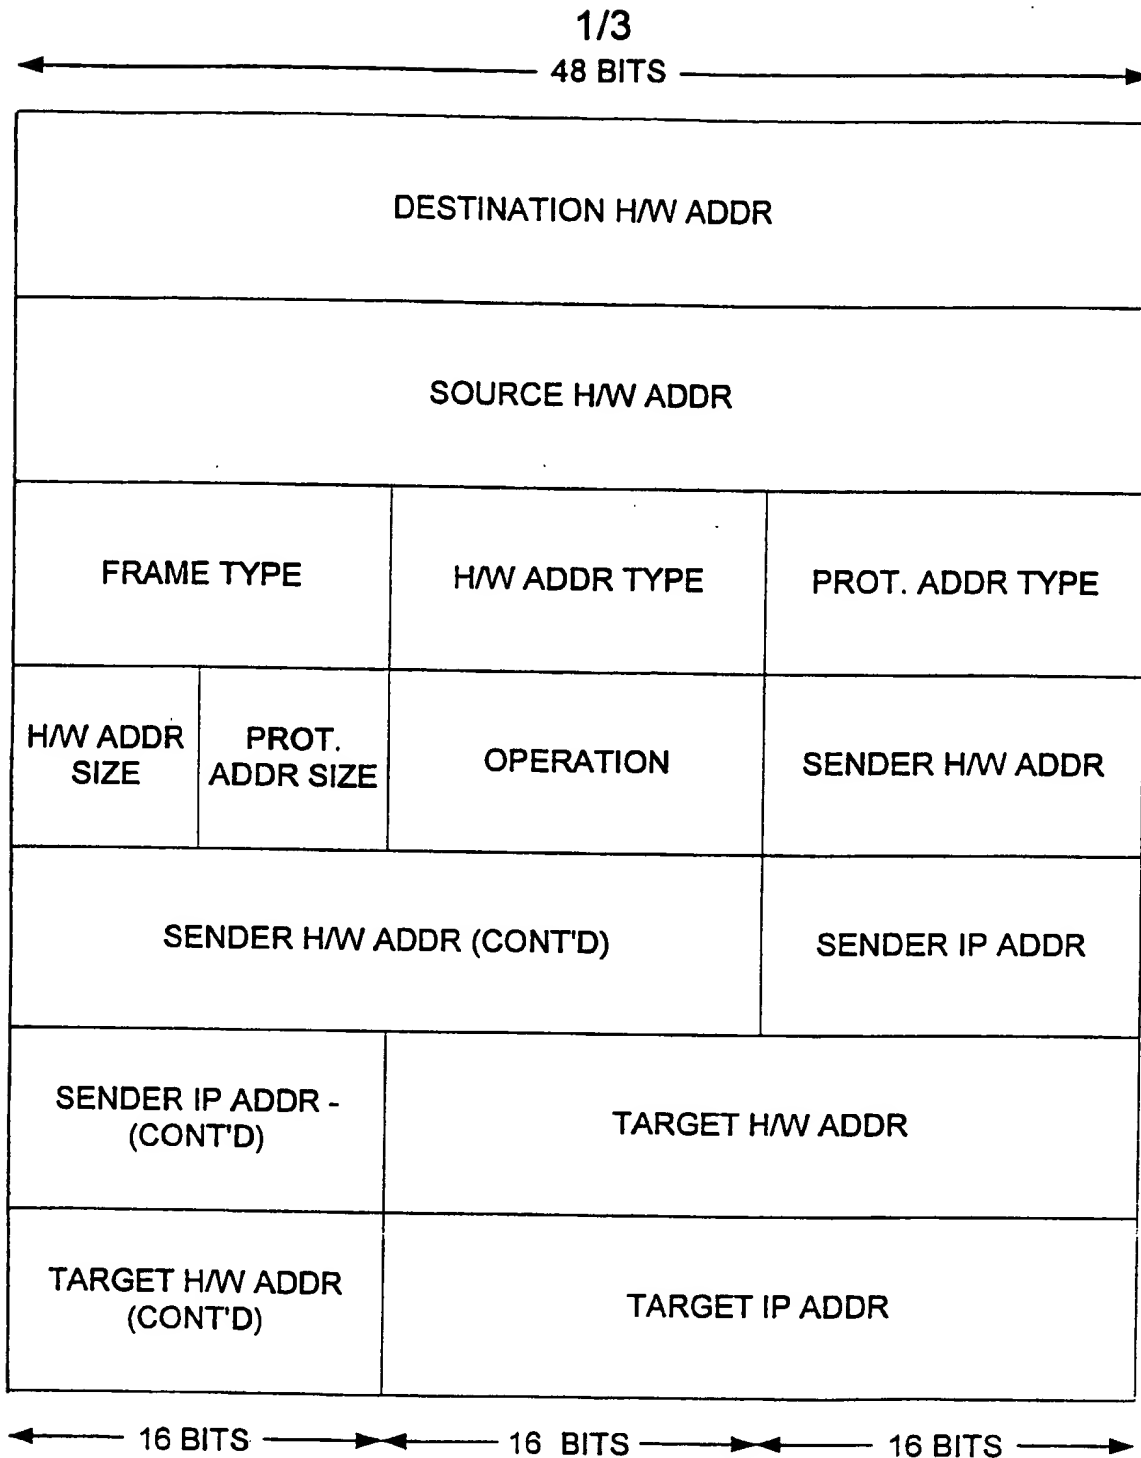 1/3
48 BITS
DESTINATION H/W ADDR
SOURCE H/W ADDR
FRAME TYPE
H/W ADDR TYPE
PROT. ADDR TYPE
H/W ADDR
SIZE
PROT.
ADDR SIZE
OPERATION
SENDER H/W ADDR
SENDER H/W ADDR (CONT'D)
SENDER IP ADDR
SENDER IP ADDR -
(CONT'D)
TARGET H/W ADDR
TARGET H/W ADDR
(CONT'D)
TARGET IP ADDR
16 BITS
16 BITS
16 BITS